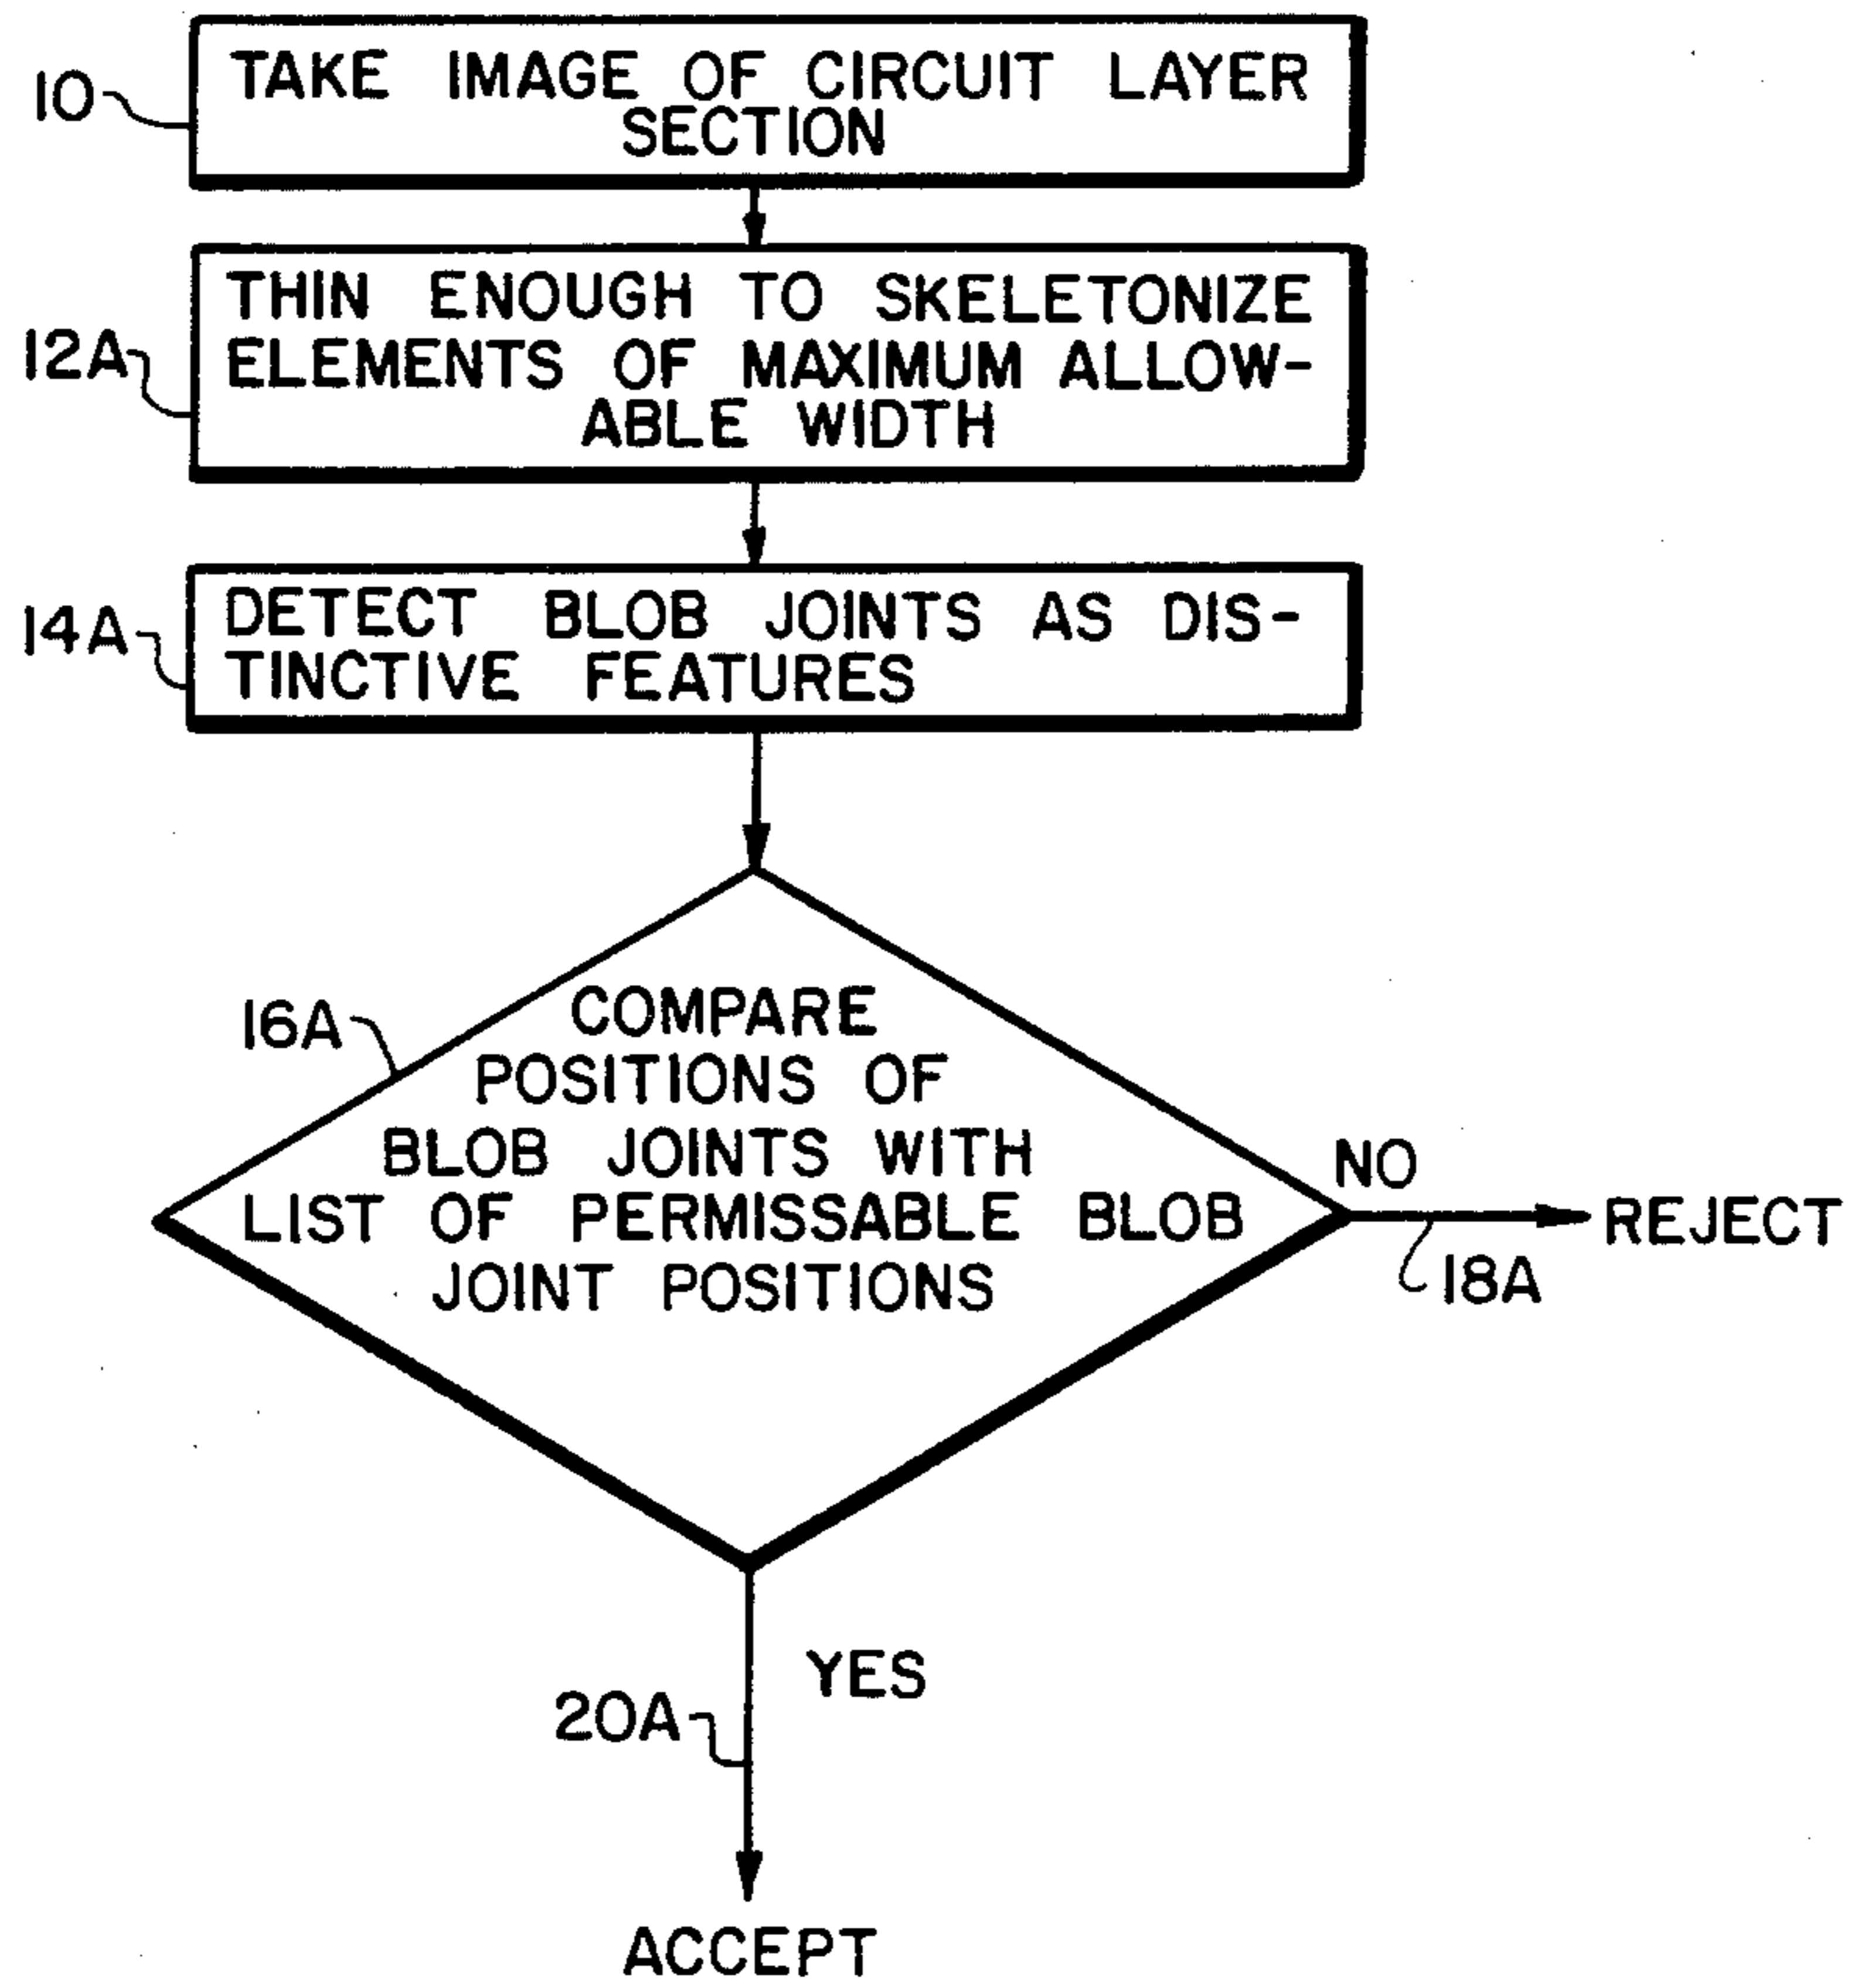 10
TAKE IMAGE OF CIRCUIT LAYER
SECTION
12A
THIN ENOUGH TO SKELETONIZE
ELEMENTS OF MAXIMUM ALLOW-
ABLE WIDTH
14A
DETECT BLOB JOINTS AS DIS-
TINCTIVE FEATURES
16A
COMPARE
POSITIONS OF
BLOB JOINTS WITH
LIST OF PERMISSABLE BLOB
JOINT POSITIONS
NO
REJECT
18A
YES
20A
ACCEPT